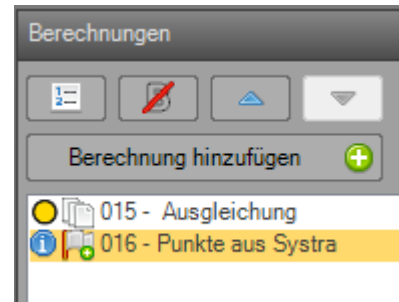 Berechnungen
Berechnung hinzufügen
015 - Ausgleichung
016 - Punkte aus Systra